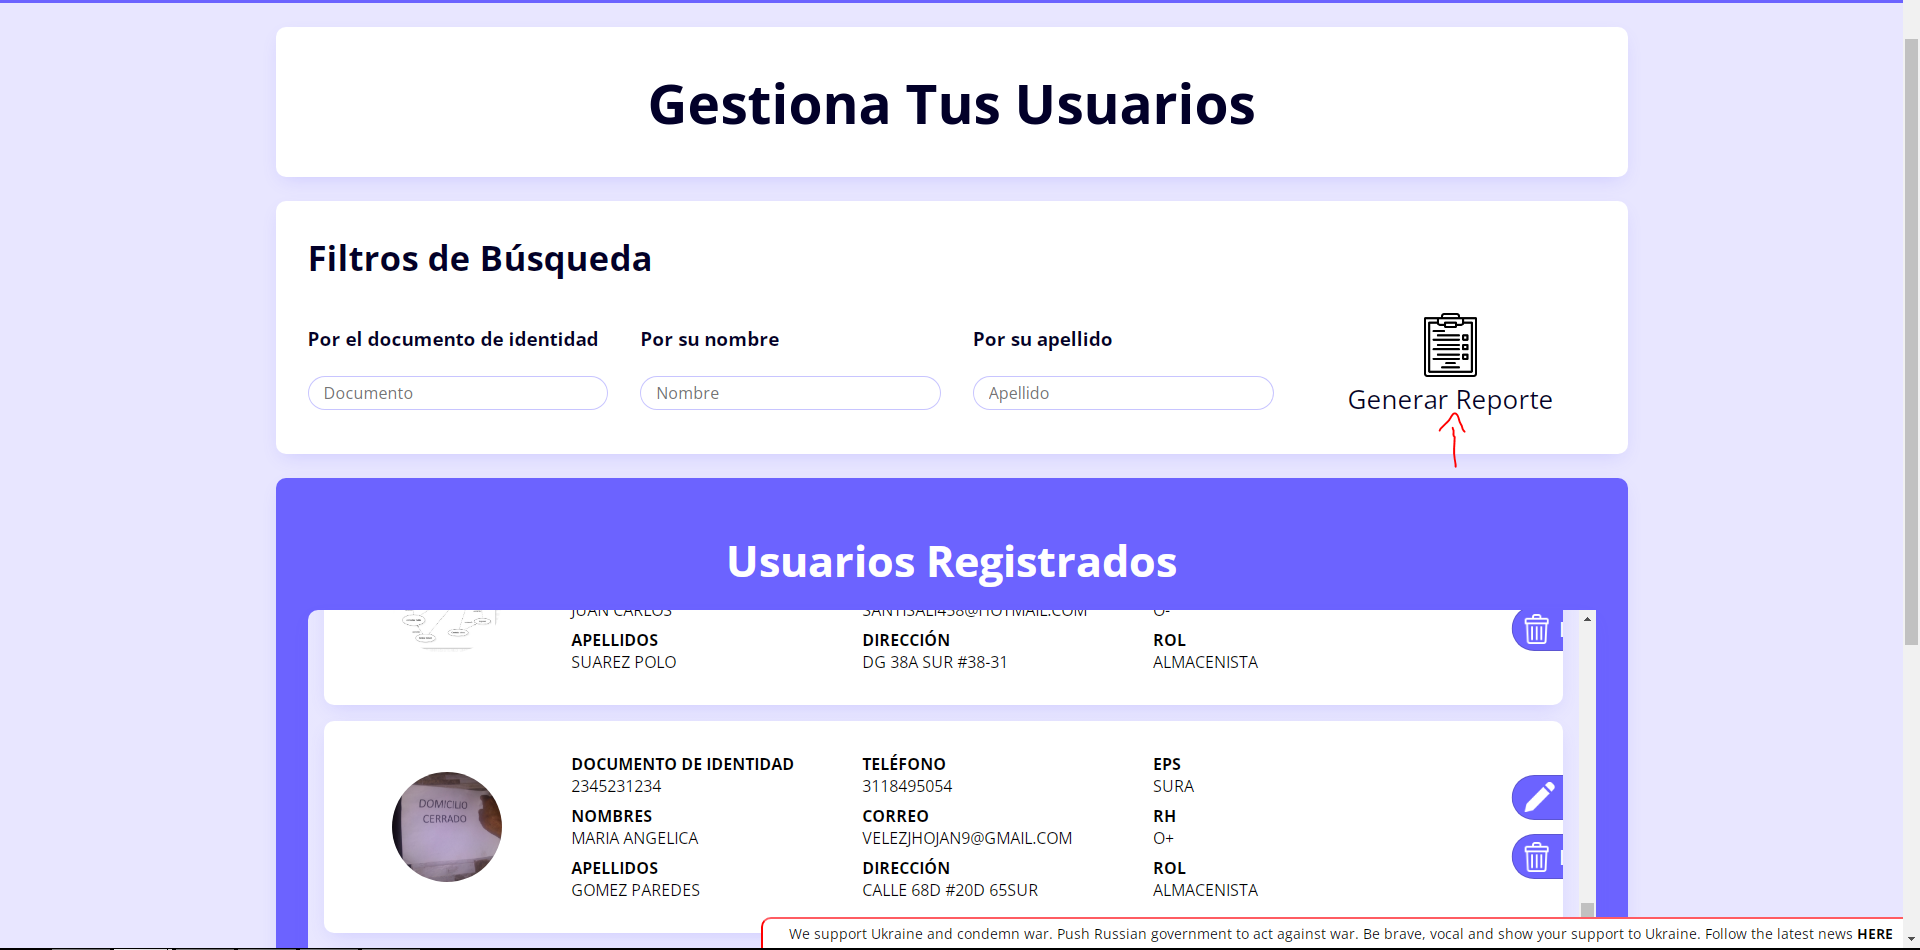 Gestiona Tus Usuarios
Filtros de Búsqueda
Por el documento de identidad
Por su nombre
Por su apellido
Documento
Nombre
Apellido
Generar Reporte
Usuarios Registrados
JUAN CARLOS
SANTISALI438@HOTMAIL.COM
O-
APELLIDOS
DIRECCIÓN
ROL
SUAREZ POLO
DG 38A SUR #38-31
ALMACENISTA
DOCUMENTO DE IDENTIDAD
TELÉFONO
EPS
2345231234
3118495054
SURA
NOMBRES
CORREO
RH
MARIA ANGELICA
VELEZJHOJAN9@GMAIL.COM
O+
APELLIDOS
DIRECCIÓN
ROL
GOMEZ PAREDES
CALLE 68D #20D 65SUR
ALMACENISTA
DOMICILIO
CERRADO
We support Ukraine and condemn war. Push Russian government to act against war. Be brave, vocal and show your support to Ukraine. Follow the latest news HERE